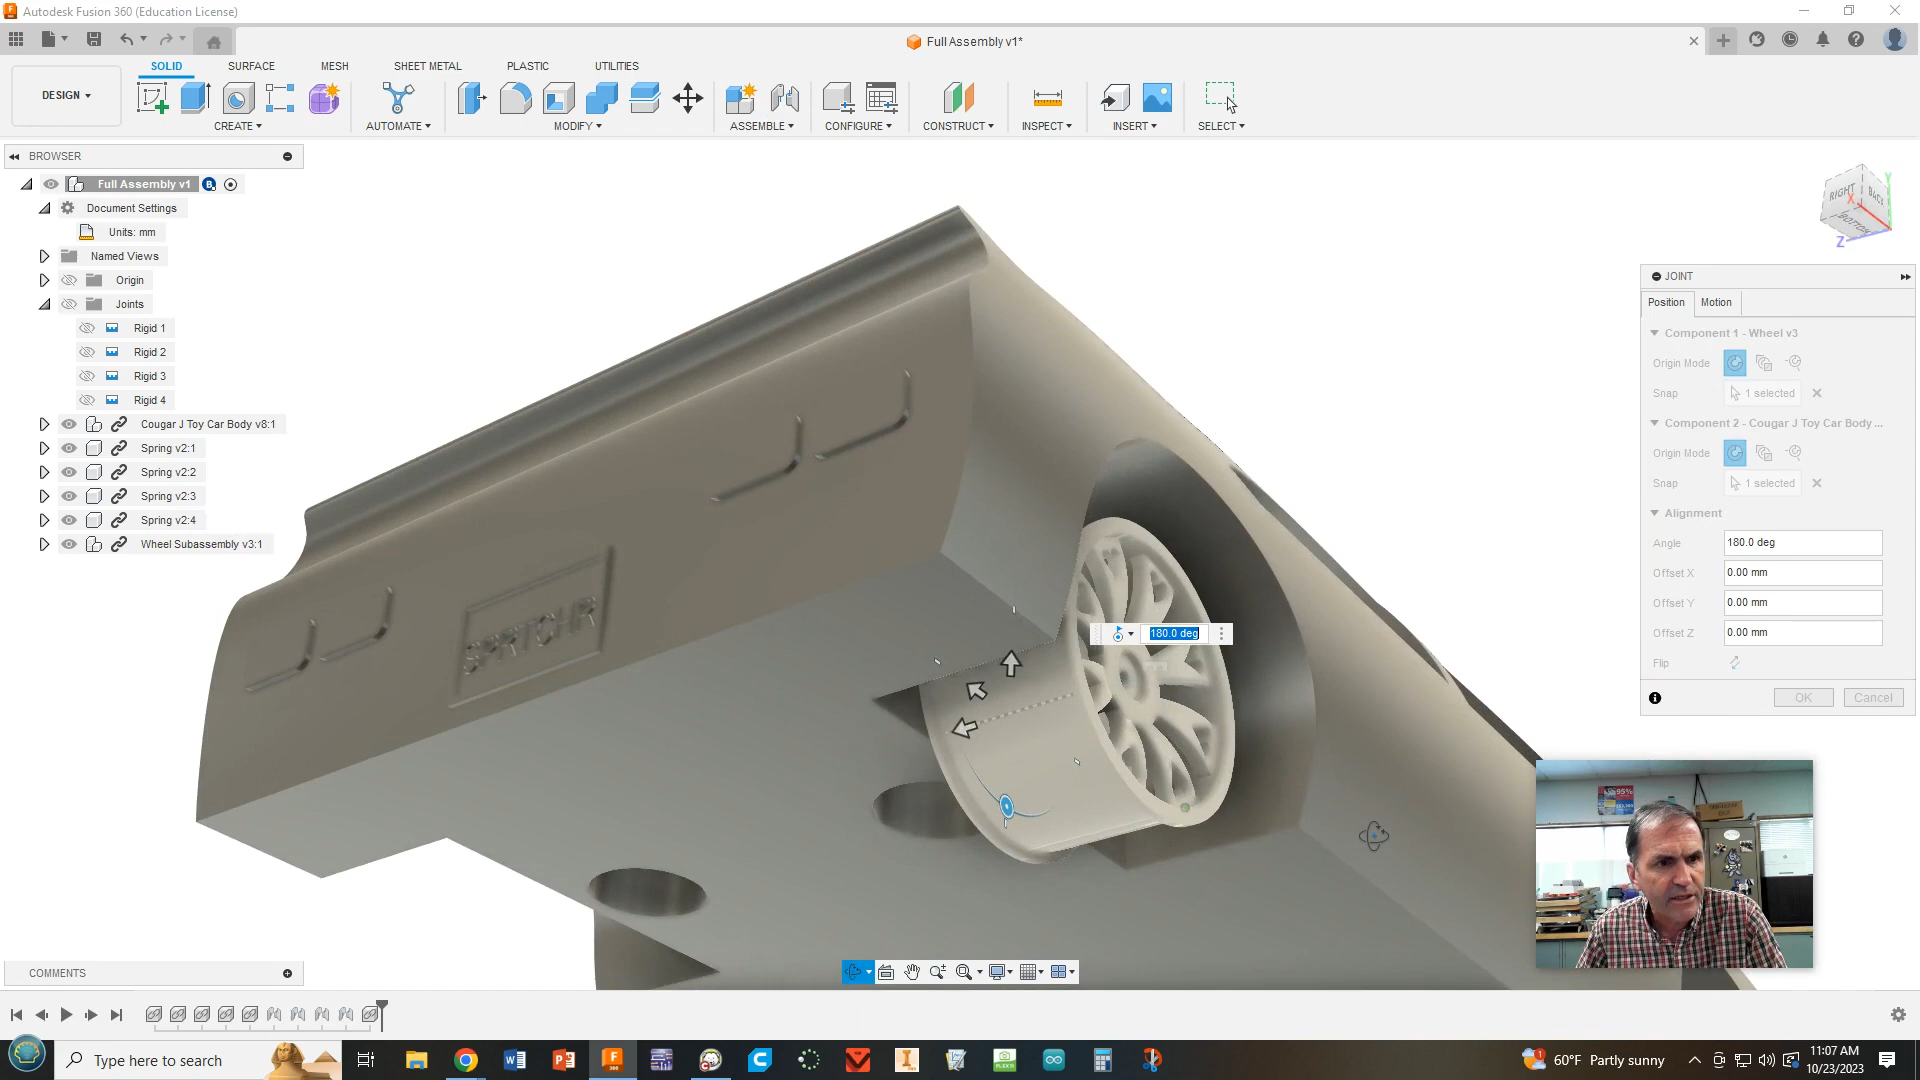 Autodesk Fusion 360 (Education License)
Full Assembly v1*
DESIGN
SOLID SURFACE MESH SHEET METAL PLASTIC UTILITIES
CREATE AUTOMATE MODIFY ASSEMBLE CONFIGURE CONSTRUCT INSPECT INSERT SELECT
BROWSER
Full Assembly v1
Document Settings
Units: mm
Named Views
Origin
Joints
Rigid 1
Rigid 2
Rigid 3
Rigid 4
Cougar J Toy Car Body v8:1
Spring v2:1
Spring v2:2
Spring v2:3
Spring v2:4
Wheel Subassembly v3:1
RIGHT BACK
BOTTOM
X Y Z
180.0 deg
JOINT
Position Motion
Component 1 - Wheel v3
Origin Mode
Snap 1 selected
Component 2 - Cougar J Toy Car Body ...
Origin Mode
Snap 1 selected
Alignment
Angle 180.0 deg
Offset X 0.00 mm
Offset Y 0.00 mm
Offset Z 0.00 mm
Flip
OK Cancel
95%
COMMENTS
Type here to search
60°F Partly sunny
11:07 AM
10/23/2023